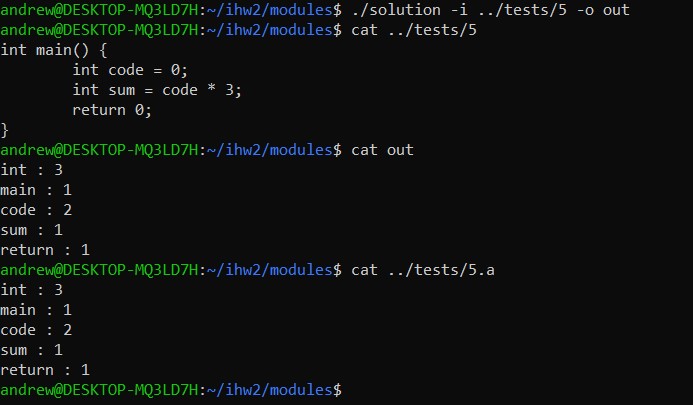 andrew@DESKTOP-MQ3LD7H:~/ihw2/modules$ ./solution -i ../tests/5 -o out
andrew@DESKTOP-MQ3LD7H:~/ihw2/modules$ cat ../tests/5
int main() {
        int code = 0;
        int sum = code * 3;
        return 0;
}
andrew@DESKTOP-MQ3LD7H:~/ihw2/modules$ cat out
int : 3
main : 1
code : 2
sum : 1
return : 1
andrew@DESKTOP-MQ3LD7H:~/ihw2/modules$ cat ../tests/5.a
int : 3
main : 1
code : 2
sum : 1
return : 1
andrew@DESKTOP-MQ3LD7H:~/ihw2/modules$